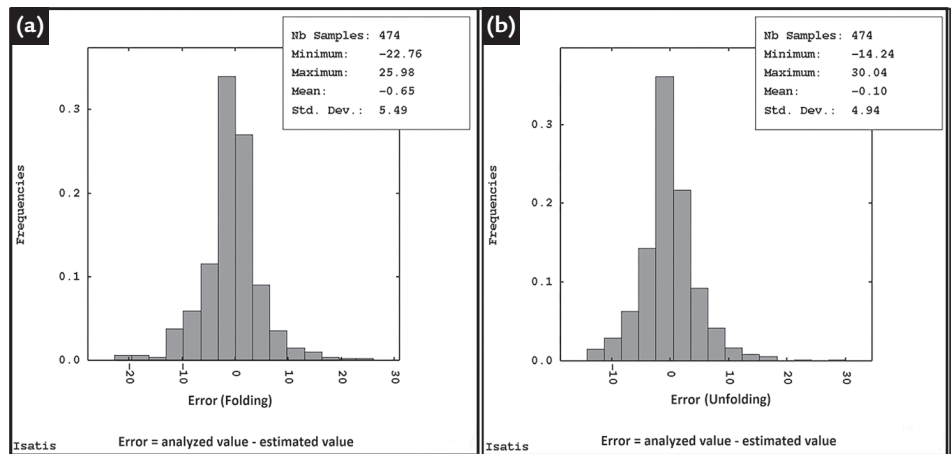 (a)
Nb Samples: 474
Minimum: -22.76
Maximum: 25.98
Mean: -0.65
Std. Dev.: 5.49
Frequencies
0.3
0.2
0.1
0.0
-20
-10
0
10
20
30
Error (Folding)
Isatis
Error = analyzed value - estimated value
(b)
Nb Samples: 474
Minimum: -14.24
Maximum: 30.04
Mean: -0.10
Std. Dev.: 4.94
Frequencies
0.3
0.2
0.1
0.0
-10
0
10
20
30
Error (Unfolding)
Isatis
Error = analyzed value - estimated value